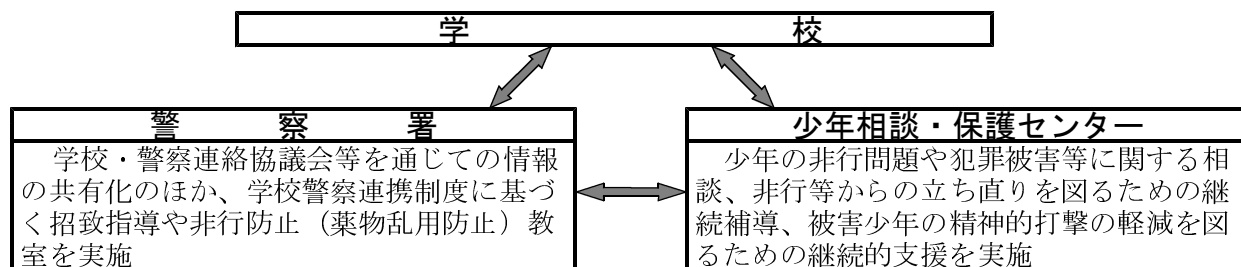 学校
警察署
学校・警察連絡協議会等を通じての情報
の共有化のほか、学校警察連携制度に基づ
く招致指導や非行防止（薬物乱用防止）教
室を実施
少年相談・保護センター
少年の非行問題や犯罪被害等に関する相
談、非行等からの立ち直りを図るための継
続補導、被害少年の精神的打撃の軽減を図
るための継続的支援を実施